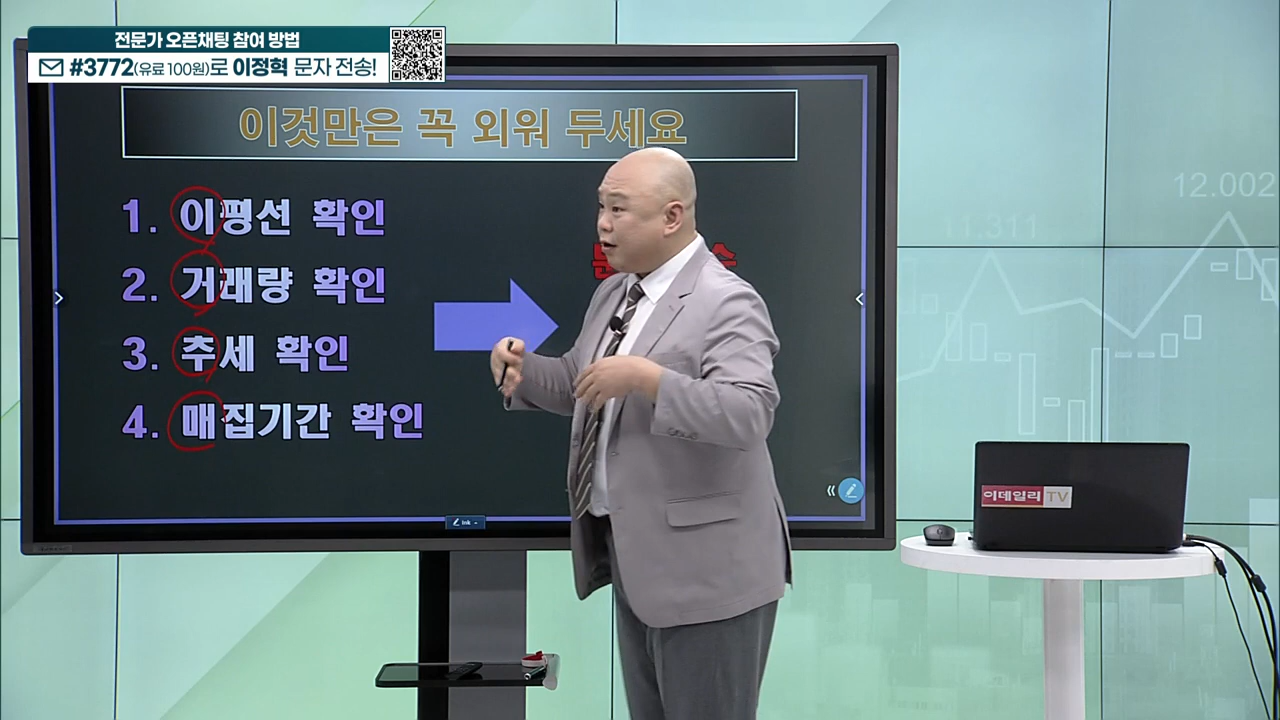 전문가 오픈채팅 참여 방법
#3772(유료 100원)로 이정혁 문자 전송!
이것만은 꼭 외워 두세요
1. 이평선 확인
2. 거래량 확인
3. 추세 확인
4. 매집기간 확인
Ink
11.311
12.002
이데일리 TV